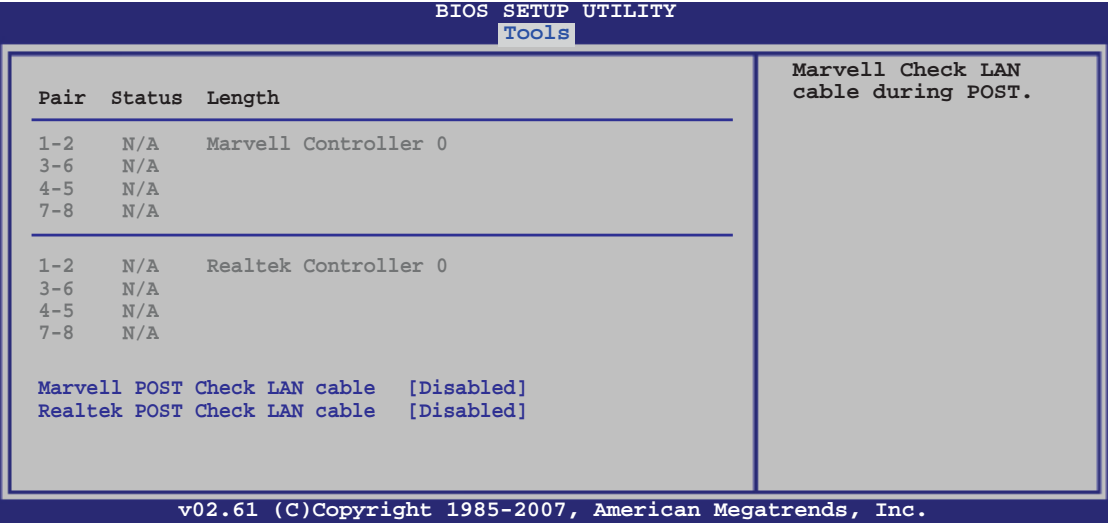 BIOS SETUP UTILITY
Tools
Pair Status Length
1-2 N/A Marvell Controller 0
3-6 N/A
4-5 N/A
7-8 N/A
1-2 N/A Realtek Controller 0
3-6 N/A
4-5 N/A
7-8 N/A
Marvell POST Check LAN cable [Disabled]
Realtek POST Check LAN cable [Disabled]
Marvell Check LAN
cable during POST.
v02.61 (C)Copyright 1985-2007, American Megatrends, Inc.